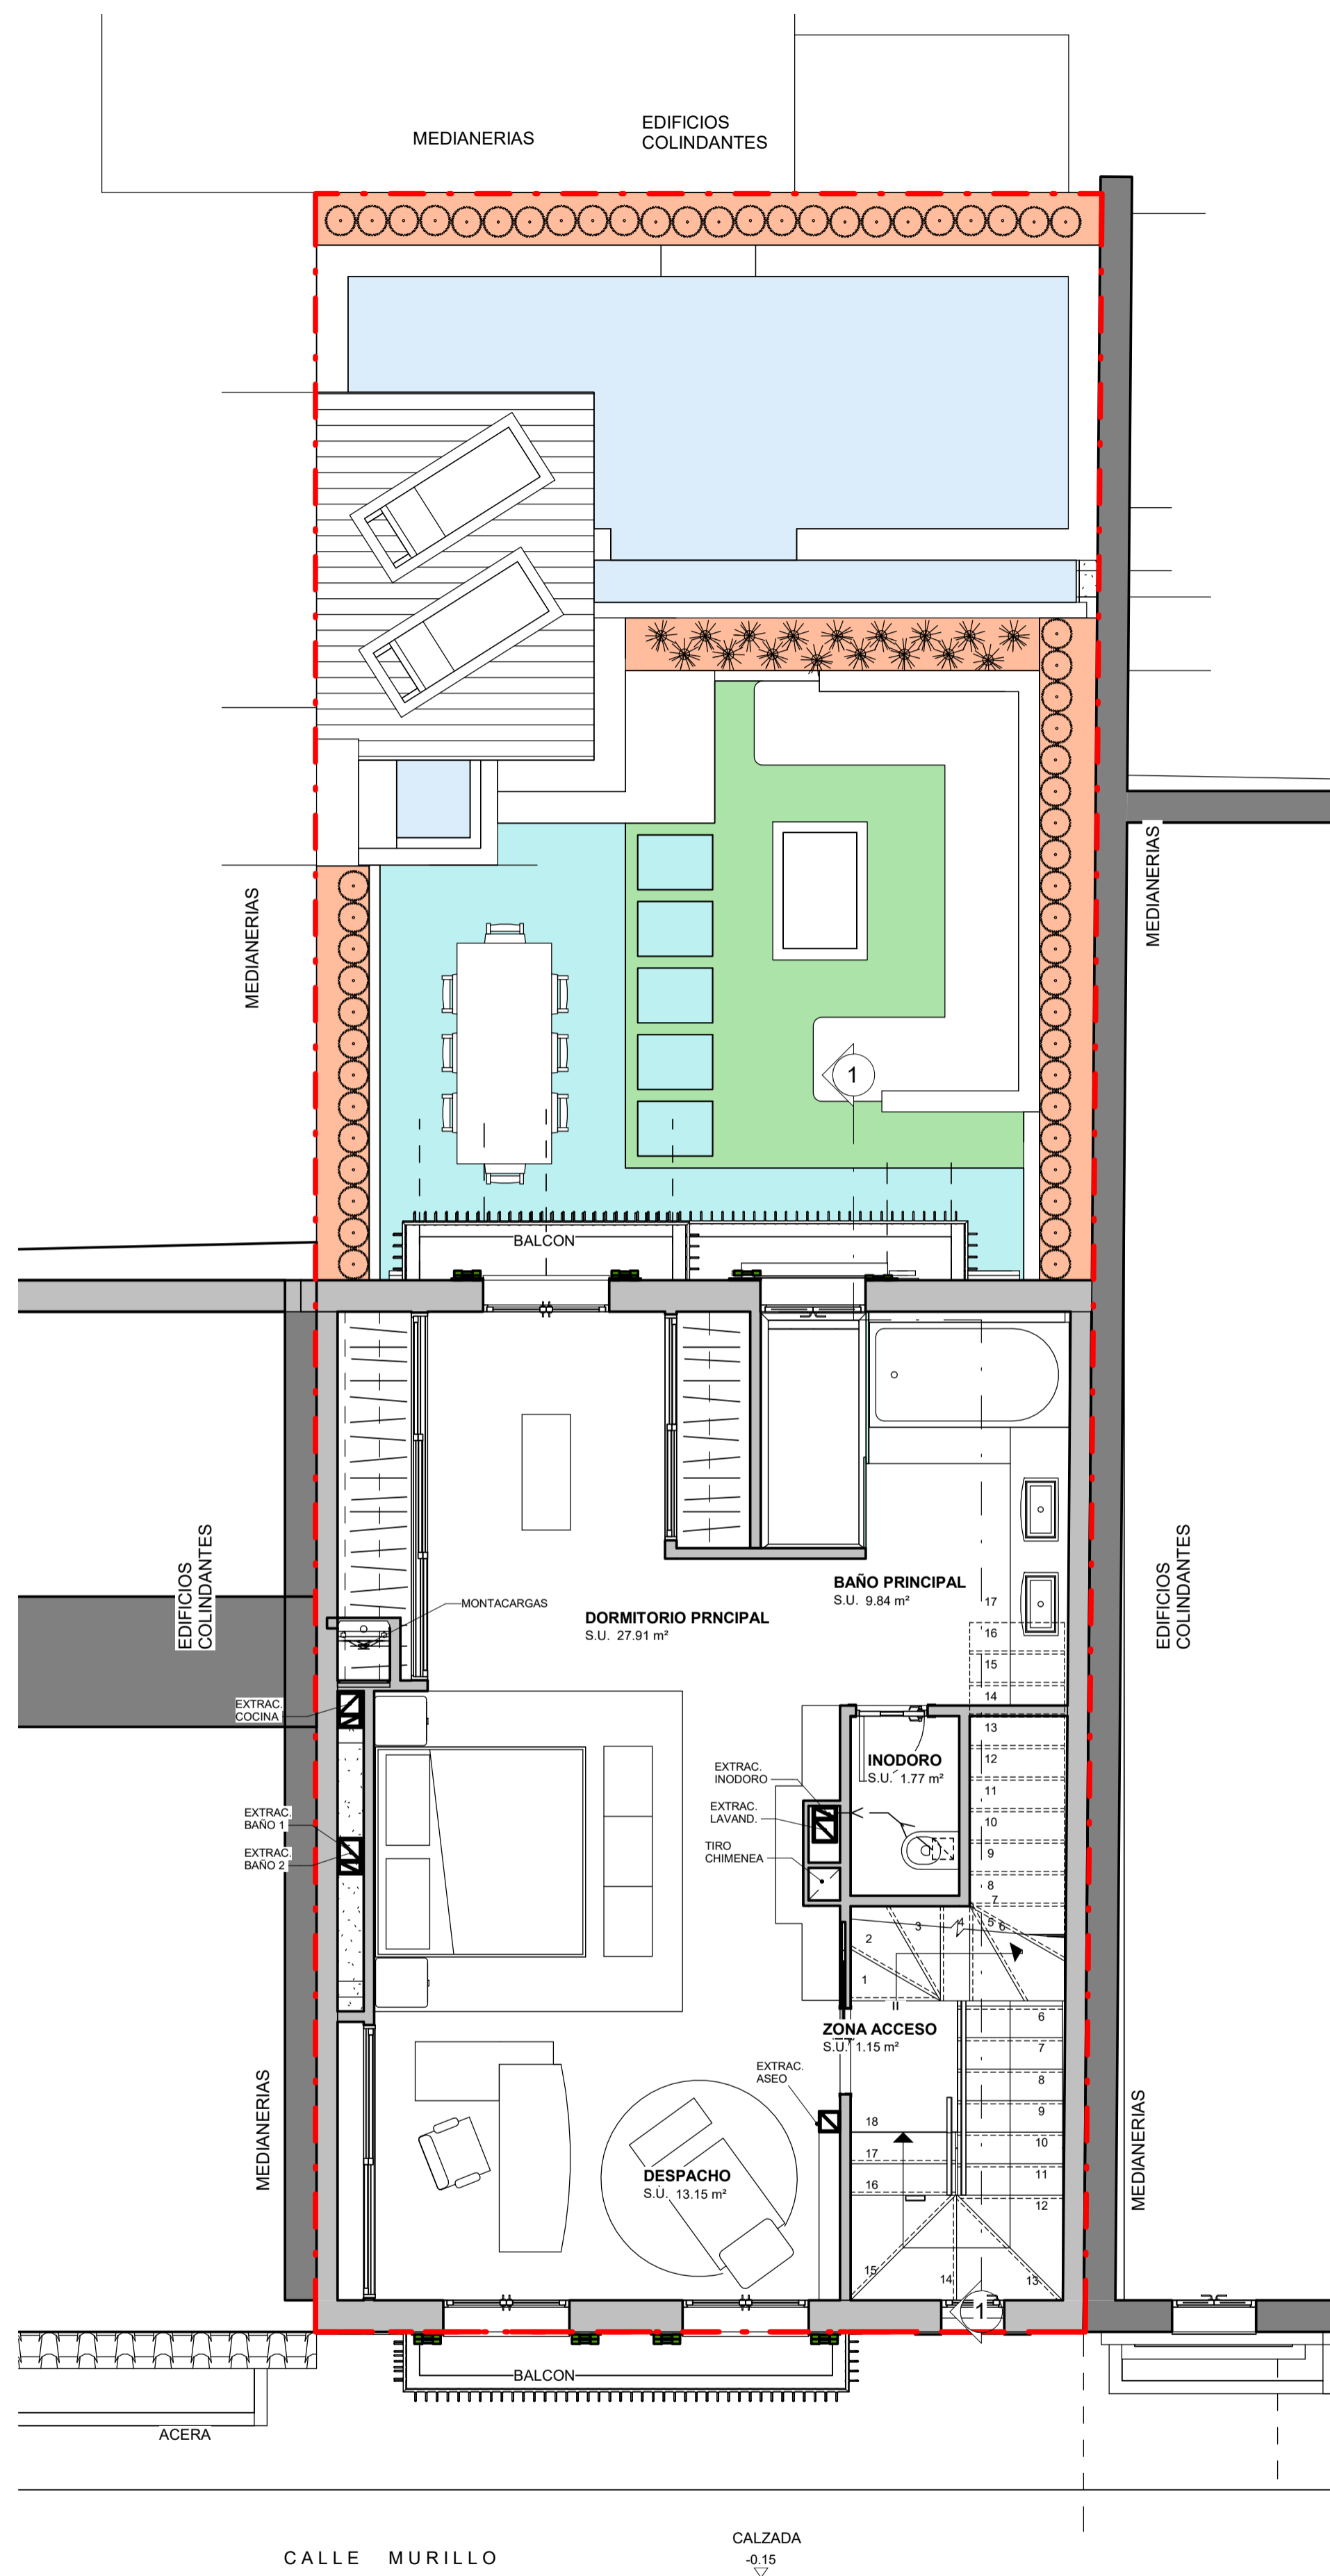 MEDIANERIAS
EDIFICIOS
COLINDANTES
MEDIANERIAS
MEDIANERIAS
1
BALCON
EDIFICIOS
COLINDANTES
EDIFICIOS
COLINDANTES
MONTACARGAS
DORMITORIO PRNCIPAL
S.U. 27.91 m²
BAÑO PRINCIPAL
S.U. 9.84 m²
17
16
15
14
13
12
11
10
9
8
7
EXTRAC.
COCINA
EXTRAC.
BAÑO 1
EXTRAC.
BAÑO 2
EXTRAC.
INODORO
EXTRAC.
LAVAND.
TIRO
CHIMENEA
INODORO
S.U. 1.77 m²
1
2
3
4
5
6
ZONA ACCESO
S.U. 1.15 m²
6
7
8
9
10
11
12
13
14
15
16
17
18
EXTRAC.
ASEO
DESPACHO
S.U. 13.15 m²
MEDIANERIAS
MEDIANERIAS
1
BALCON
ACERA
CALLE MURILLO
CALZADA
-0.15